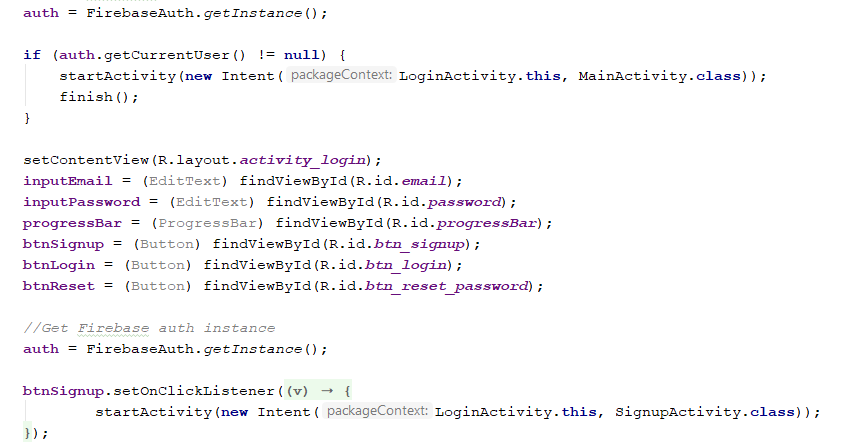 auth = FirebaseAuth.getInstance();
if (auth.getCurrentUser() != null) {
startActivity(new Intent( packageContext: LoginActivity.this, MainActivity.class));
finish();
}
setContentView(R.layout.activity_login);
inputEmail = (EditText) findViewById(R.id.email);
inputPassword = (EditText) findViewById(R.id.password);
progressBar = (ProgressBar) findViewById(R.id.progressBar);
btnSignup = (Button) findViewById(R.id.btn_signup);
btnLogin = (Button) findViewById(R.id.btn_login);
btnReset = (Button) findViewById(R.id.btn_reset_password);
//Get Firebase auth instance
auth = FirebaseAuth.getInstance();
btnSignup.setOnClickListener((v) → {
startActivity(new Intent( packageContext: LoginActivity.this, SignupActivity.class));
});